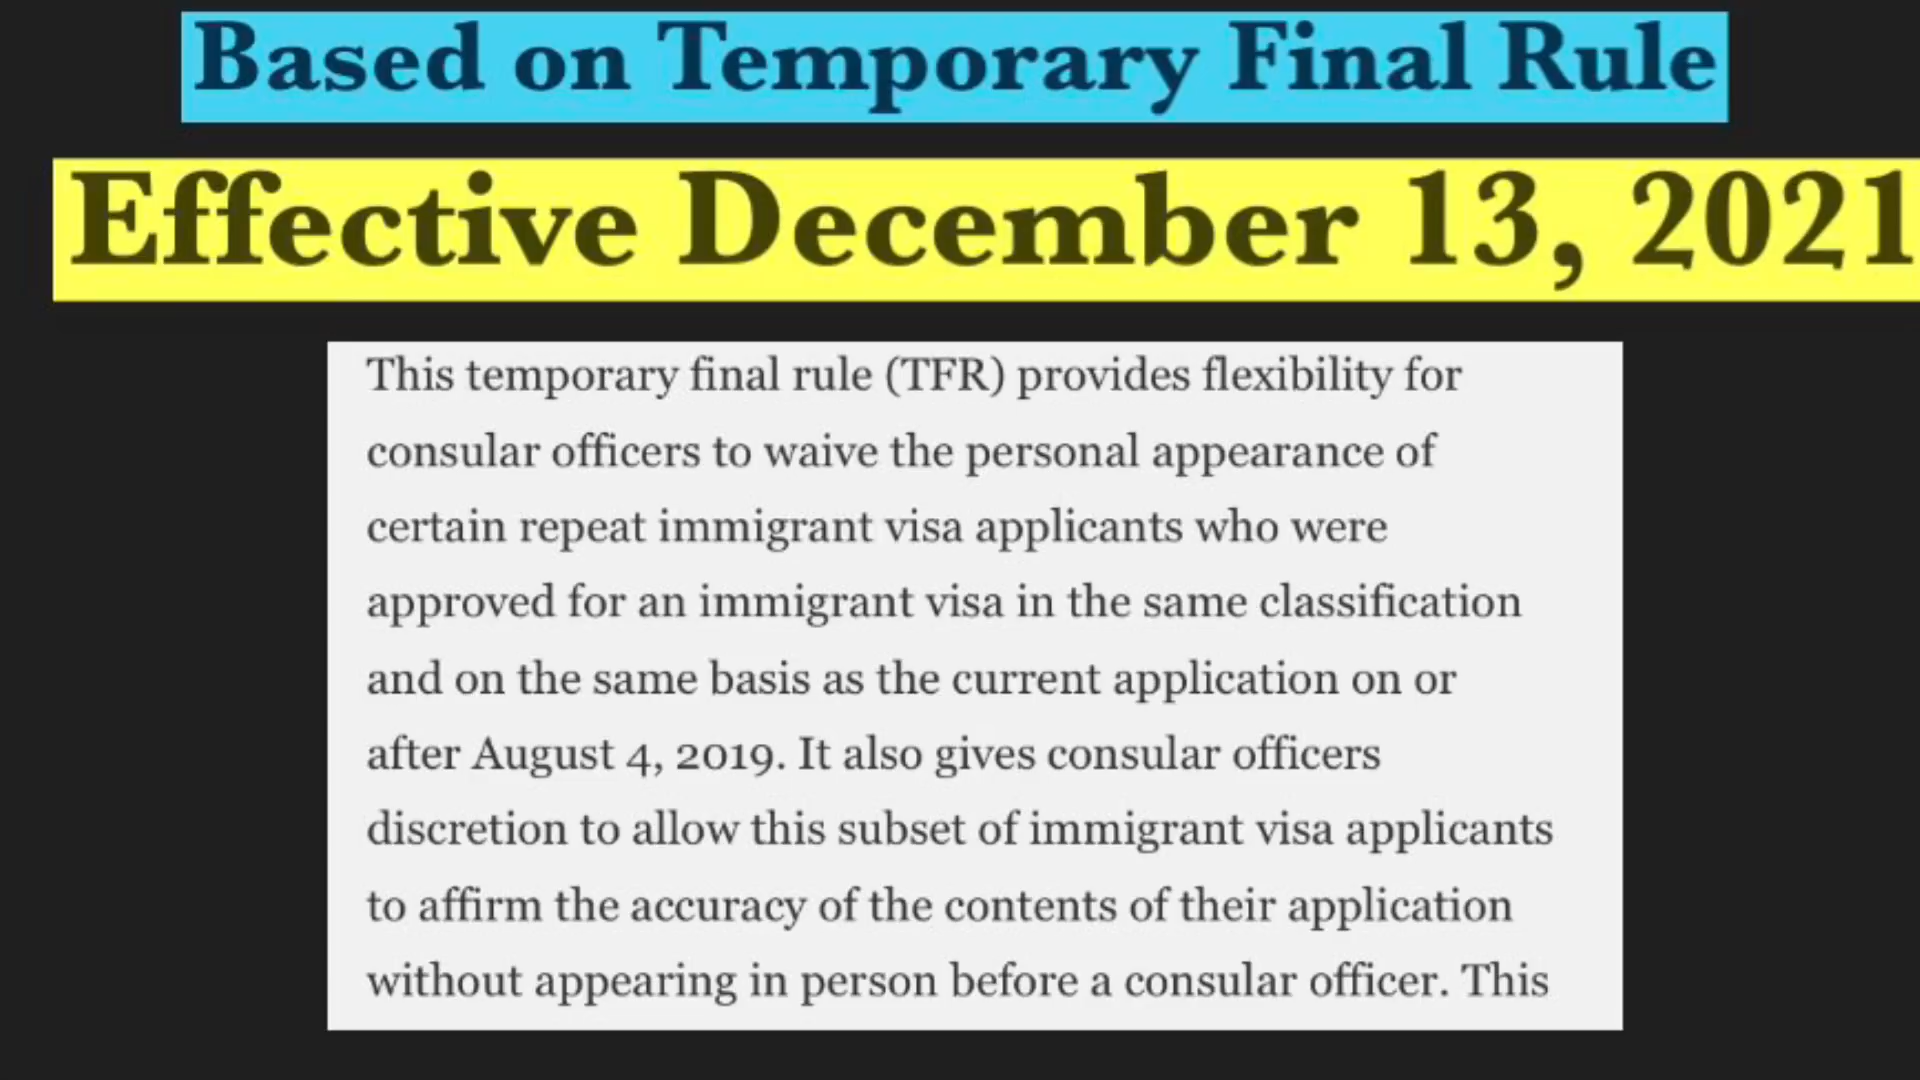 Based on Temporary Final Rule
Effective December 13, 2021
This temporary final rule (TFR) provides flexibility for
consular officers to waive the personal appearance of
certain repeat immigrant visa applicants who were
approved for an immigrant visa in the same classification
and on the same basis as the current application on or
after August 4, 2019. It also gives consular officers
discretion to allow this subset of immigrant visa applicants
to affirm the accuracy of the contents of their application
without appearing in person before a consular officer. This